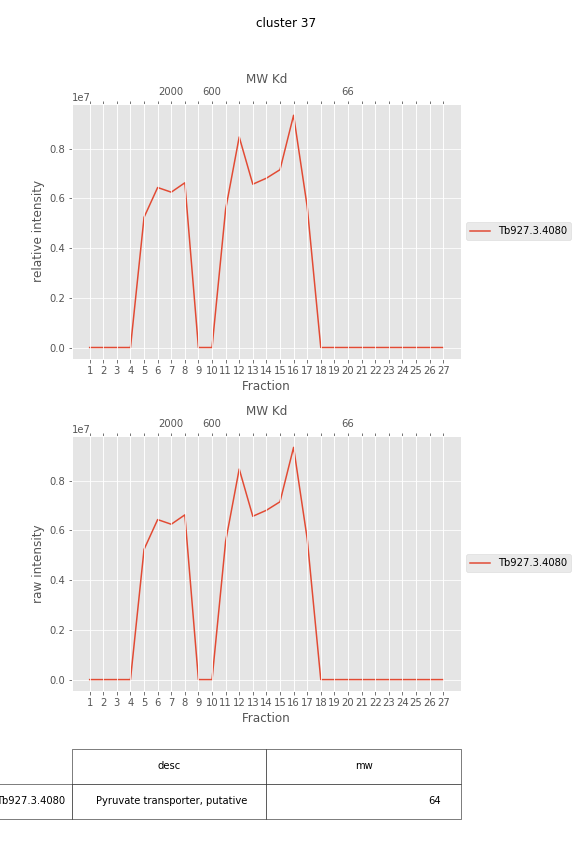 cluster 37
MW Kd
1e7 2000 600 66
0.8
0.6
0.4
0.2
0.0
relative intensity
Tb927.3.4080
1 2 3 4 5 6 7 8 9 10 11 12 13 14 15 16 17 18 19 20 21 22 23 24 25 26 27
Fraction
MW Kd
1e7 2000 600 66
0.8
0.6
0.4
0.2
0.0
raw intensity
Tb927.3.4080
1 2 3 4 5 6 7 8 9 10 11 12 13 14 15 16 17 18 19 20 21 22 23 24 25 26 27
Fraction
desc mw
Tb927.3.4080 Pyruvate transporter, putative 64